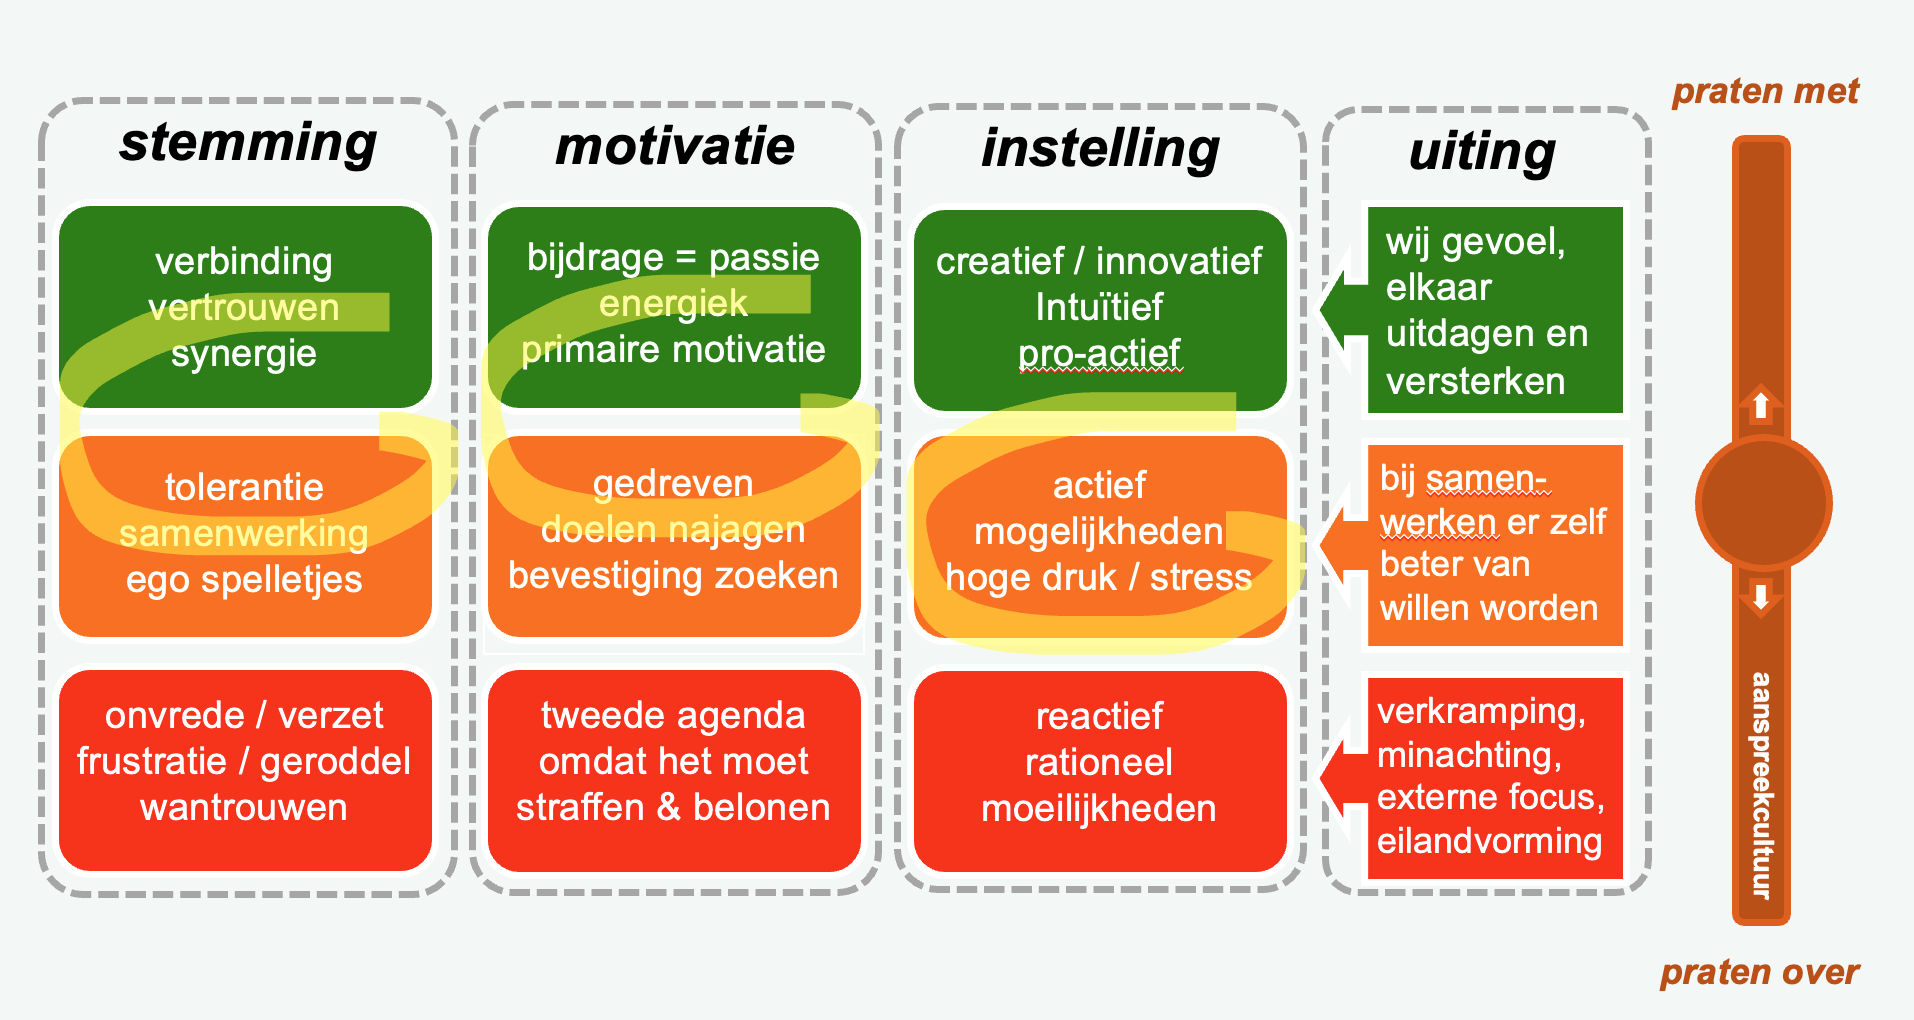 praten met
stemming
verbinding
vertrouwen
synergie
tolerantie
samenwerking
ego spelletjes
onvrede / verzet
frustratie / geroddel
wantrouwen
motivatie
bijdrage = passie
energiek
primaire motivatie
gedreven
doelen najagen
bevestiging zoeken
tweede agenda
omdat het moet
straffen & belonen
instelling
creatief / innovatief
Intuïtief
pro-actief
actief
mogelijkheden
hoge druk / stress
reactief
rationeel
moeilijkheden
uiting
wij gevoel,
elkaar
uitdagen en
versterken
bij samen-
werken er zelf
beter van
willen worden
verkramping,
minachting,
externe focus,
eilandvorming
aanspreekcultuur
praten over